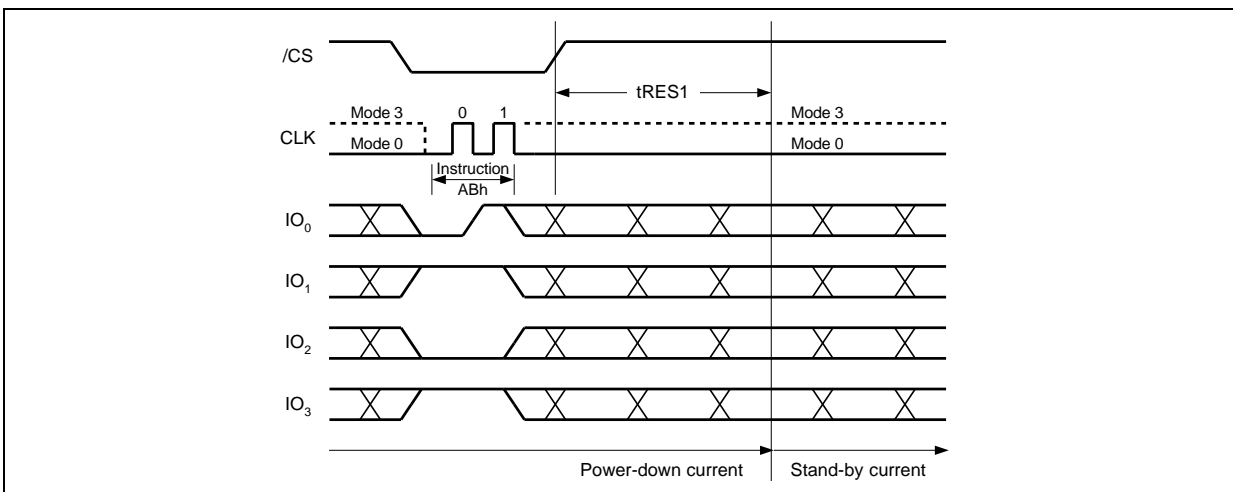 /CS
tRES1
Mode 3 0 1 Mode 3
CLK
Mode 0 Mode 0
Instruction
ABh
IO0
IO1
IO2
IO3
Power-down current Stand-by current